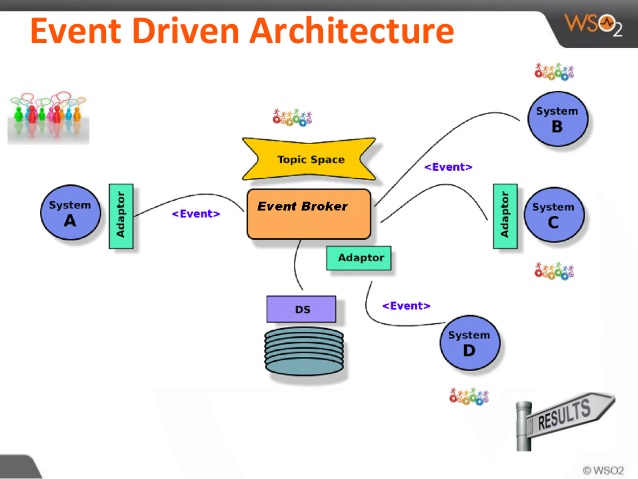 Event Driven Architecture
WSO2
System
B
Topic Space
<Event>
System
A
Adaptor
<Event>
Event Broker
Adaptor
System
C
Adaptor
DS
<Event>
System
D
RESULTS
© WSO2